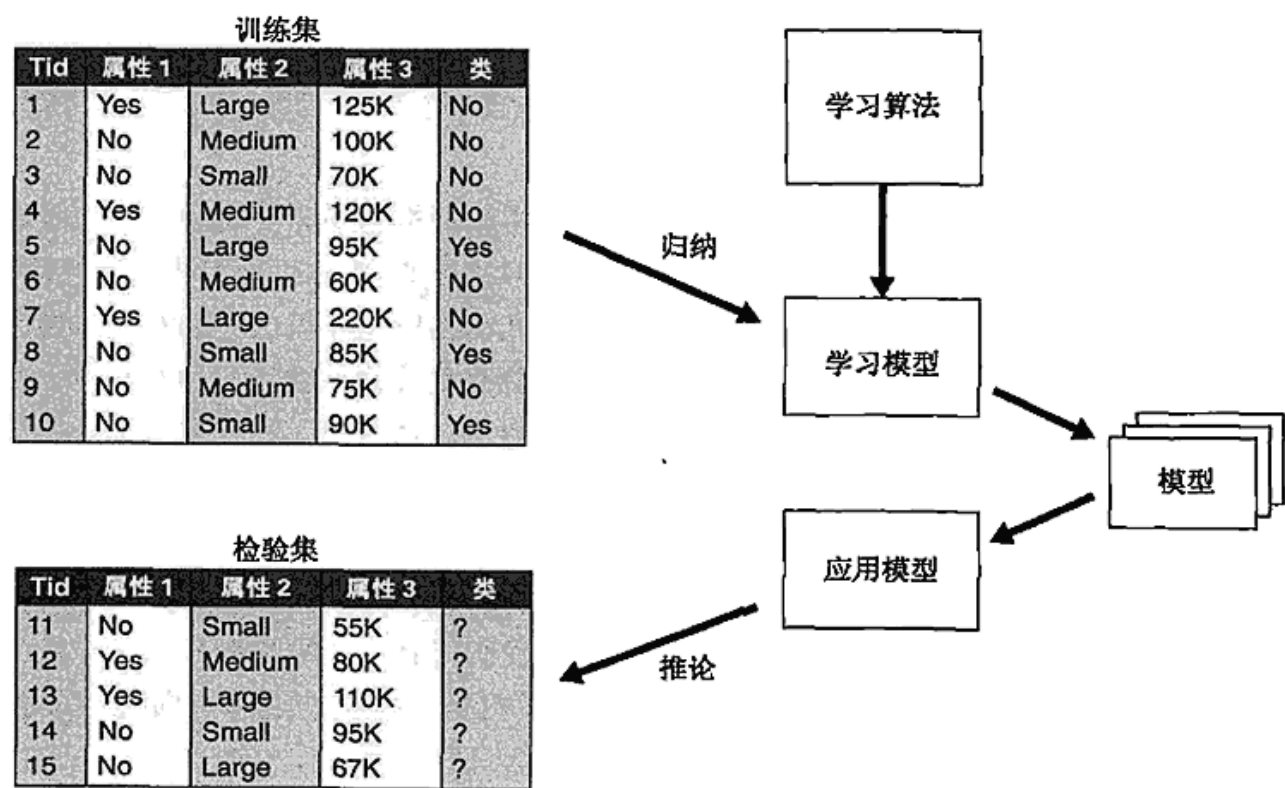 训练集
Tid 属性 1 属性 2 属性 3 类
1 Yes Large 125K No
2 No Medium 100K No
3 No Small 70K No
4 Yes Medium 120K No
5 No Large 95K Yes
6 No Medium 60K No
7 Yes Large 220K No
8 No Small 85K Yes
9 No Medium 75K No
10 No Small 90K Yes
学习算法
归纳
学习模型
模型
应用模型
推论
检验集
Tid 属性 1 属性 2 属性 3 类
11 No Small 55K ?
12 Yes Medium 80K ?
13 Yes Large 110K ?
14 No Small 95K ?
15 No Large 67K ?